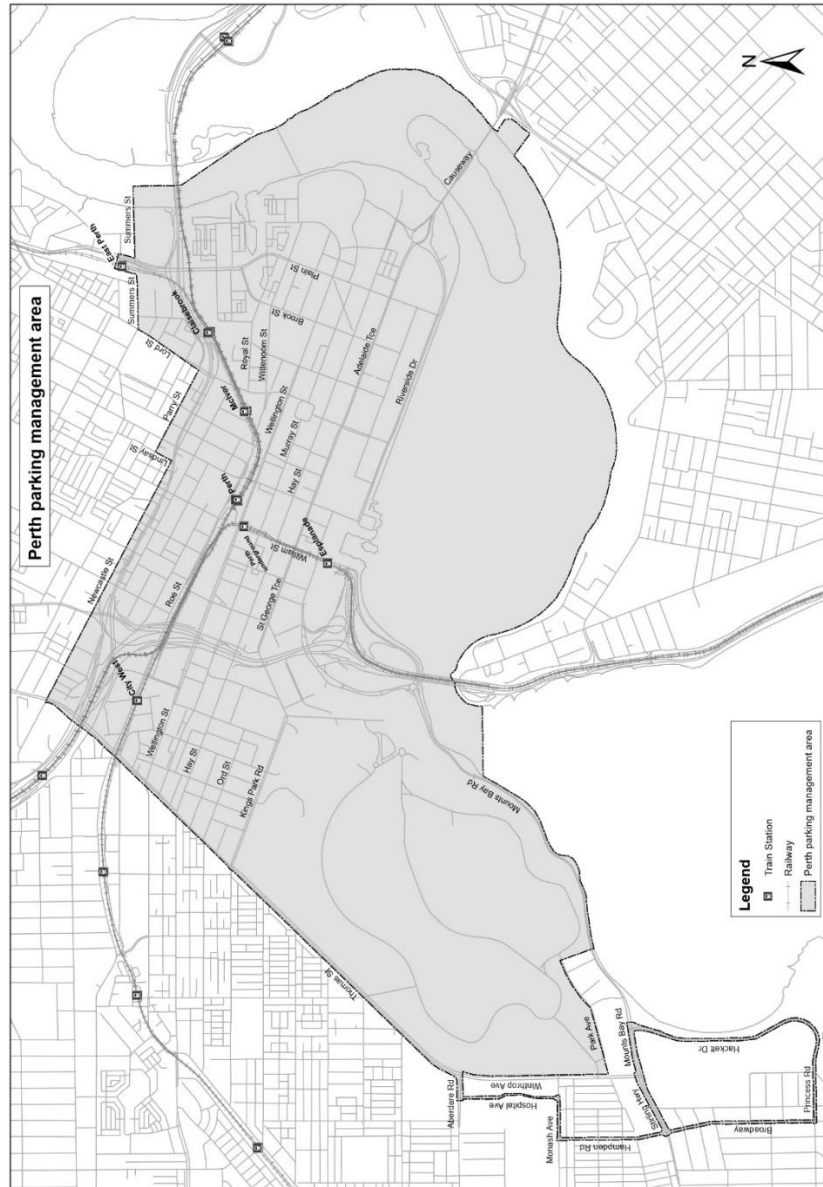 Perth parking management area
N
East Perth
Summers St
Summers St
Claisebrook
Lord St
Parry St
McIver
Lindsay St
Royal St
Wittenoom St
Brook St
Plain St
Causeway
Wellington St
Murray St
Hay St
Adelaide Tce
Riverside Dr
Perth
Perth
underground
William St
Esplanade
Newcastle St
Roe St
St George Tce
City West
Wellington St
Hay St
Ord St
Kings Park Rd
Mounts Bay Rd
Thomas St
Aberdare Rd
Winthrop Ave
Hospital Ave
Monash Ave
Hampden Rd
Park Ave
Mounts Bay Rd
Stirling Hwy
Hackett Dr
Broadway
Princess Rd
Legend
Train Station
Railway
Perth parking management area